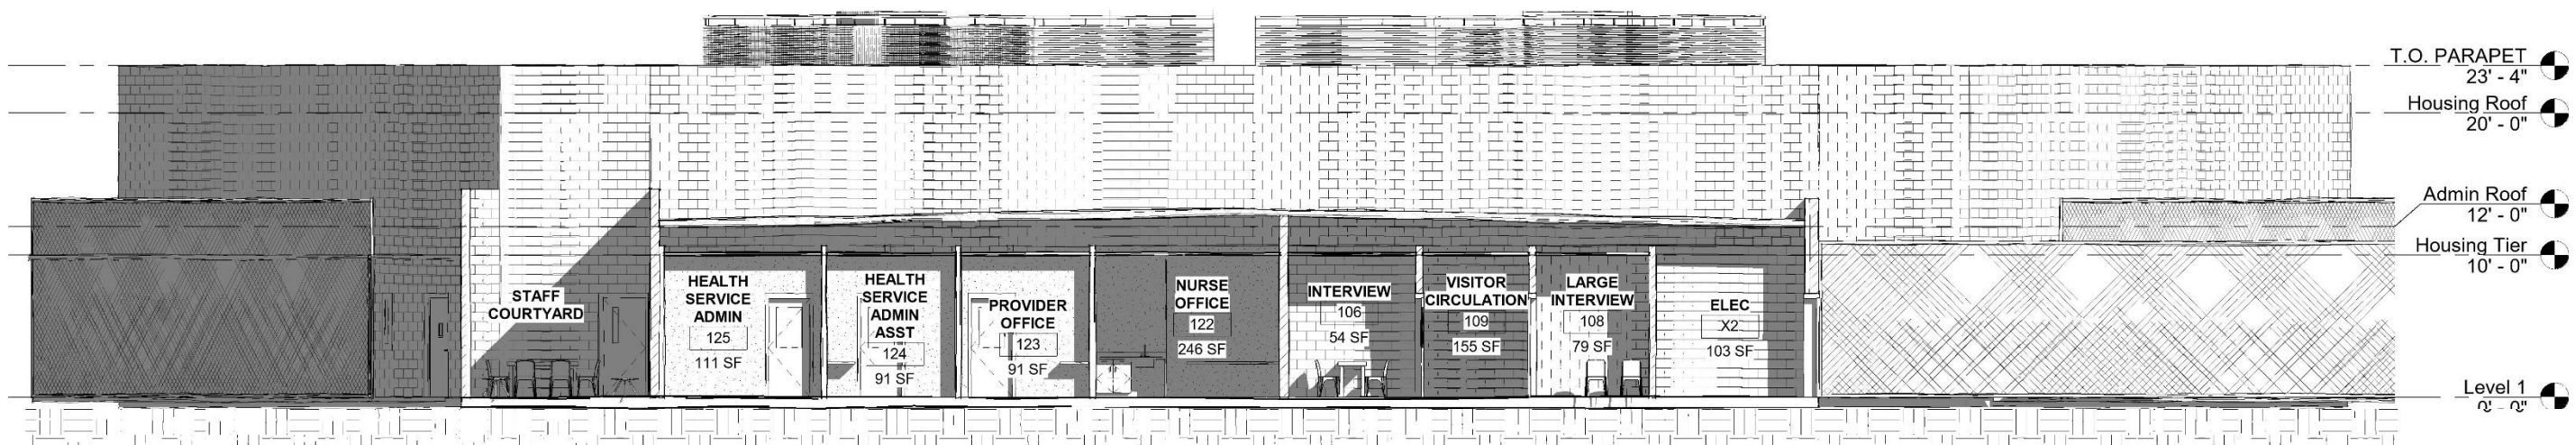 T.O. PARAPET
23' - 4"
Housing Roof
20' - 0"
Admin Roof
12' - 0"
Housing Tier
10' - 0"
Level 1
0' - 0"
STAFF
COURTYARD
HEALTH
SERVICE
ADMIN
125
111 SF
HEALTH
SERVICE
ADMIN
ASST
124
91 SF
PROVIDER
OFFICE
123
91 SF
NURSE
OFFICE
122
246 SF
INTERVIEW
106
54 SF
VISITOR
CIRCULATION
109
155 SF
LARGE
INTERVIEW
108
79 SF
ELEC
X2
103 SF